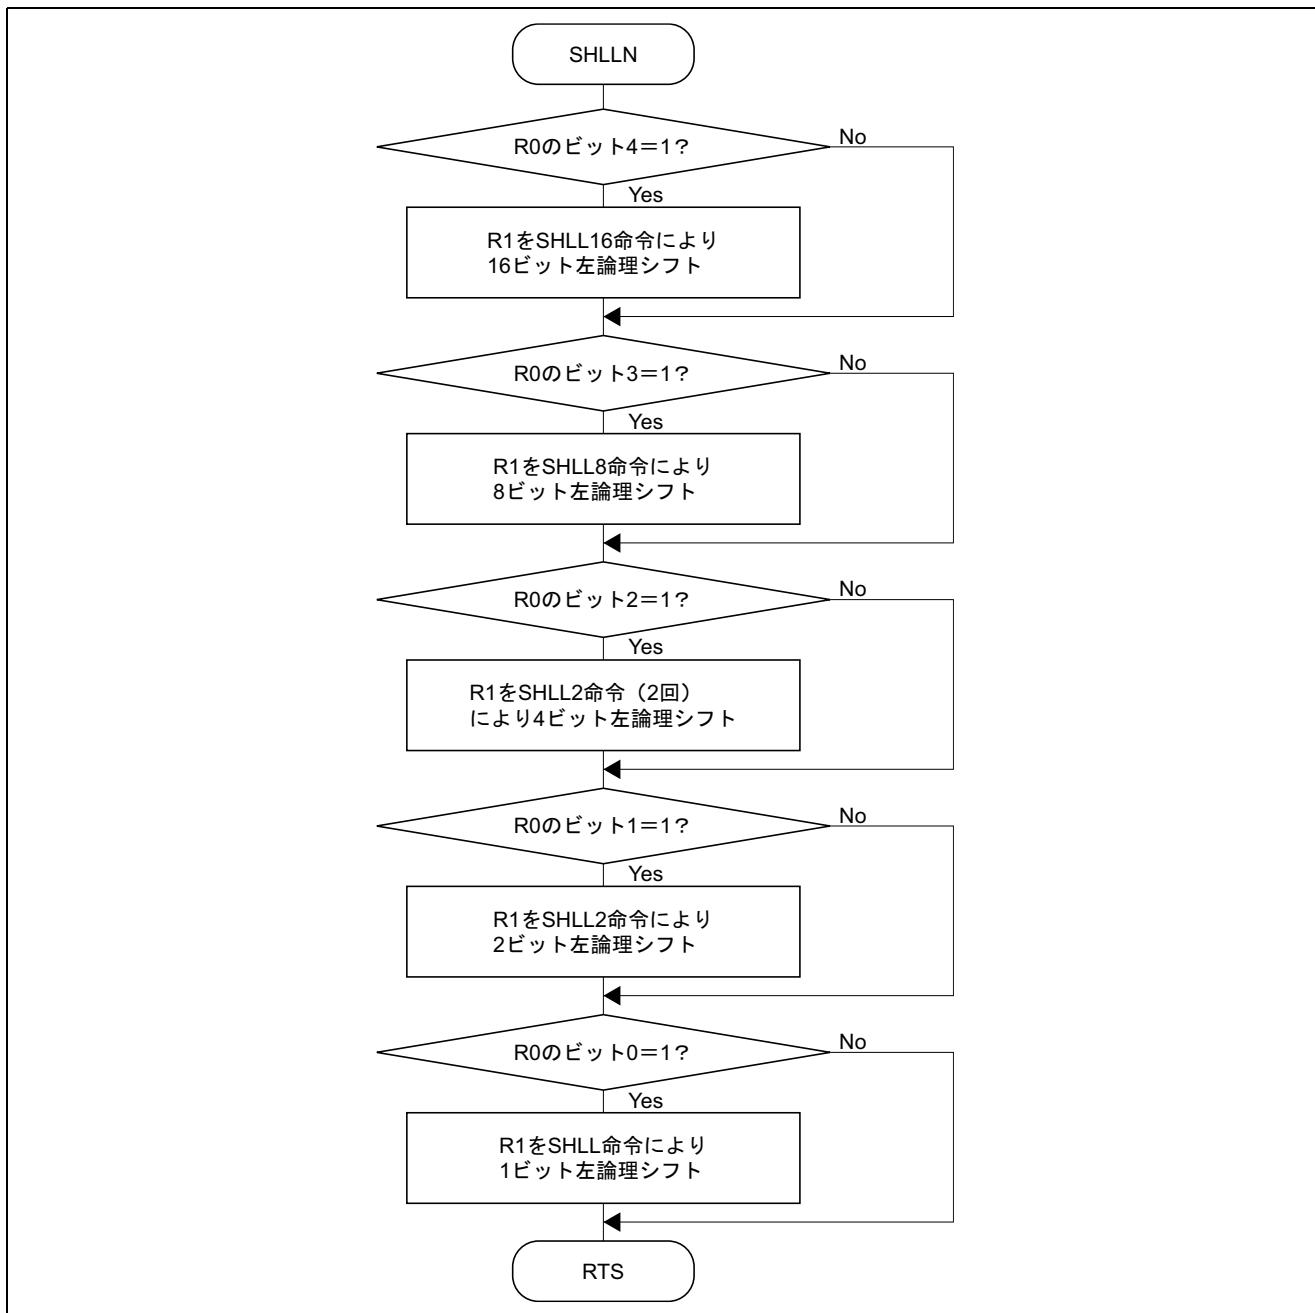 SHLLN
R0のビット4＝1？
No
Yes
R1をSHLL16命令により
16ビット左論理シフト
R0のビット3＝1？
No
Yes
R1をSHLL8命令により
8ビット左論理シフト
R0のビット2＝1？
No
Yes
R1をSHLL2命令（2回）
により4ビット左論理シフト
R0のビット1＝1？
No
Yes
R1をSHLL2命令により
2ビット左論理シフト
R0のビット0＝1？
No
Yes
R1をSHLL命令により
1ビット左論理シフト
RTS